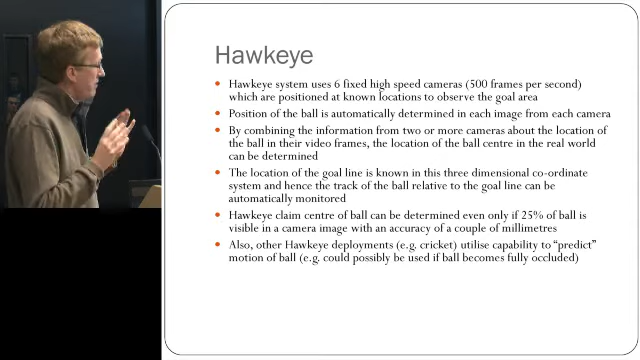 Hawkeye
Hawkeye system uses 6 fixed high speed cameras (500 frames per second)
which are positioned at known locations to observe the goal area
Position of the ball is automatically determined in each image from each camera
By combining the information from two or more cameras about the location of
the ball in their video frames, the location of the ball centre in the real world
can be determined
The location of the goal line is known in this three dimensional co-ordinate
system and hence the track of the ball relative to the goal line can be
automatically monitored
Hawkeye claim centre of ball can be determined even only if 25% of ball is
visible in a camera image with an accuracy of a couple of millimetres
Also, other Hawkeye deployments (e.g. cricket) utilise capability to “predict”
motion of ball (e.g. could possibly be used if ball becomes fully occluded)